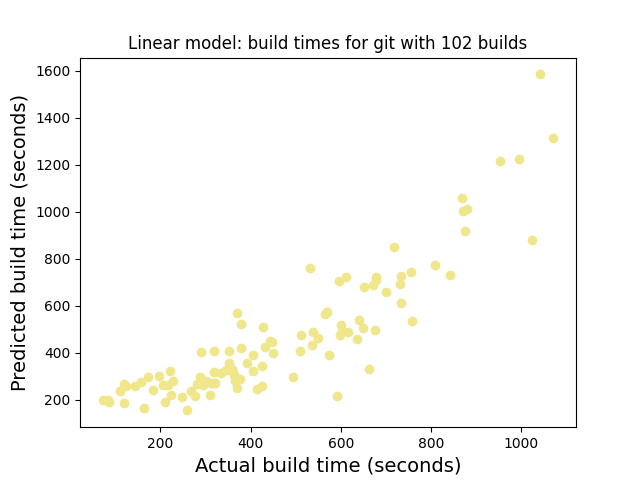 Linear model: build times for git with 102 builds
1600
1400
1200
1000
800
600
400
200
Predicted build time (seconds)
200 400 600 800 1000
Actual build time (seconds)